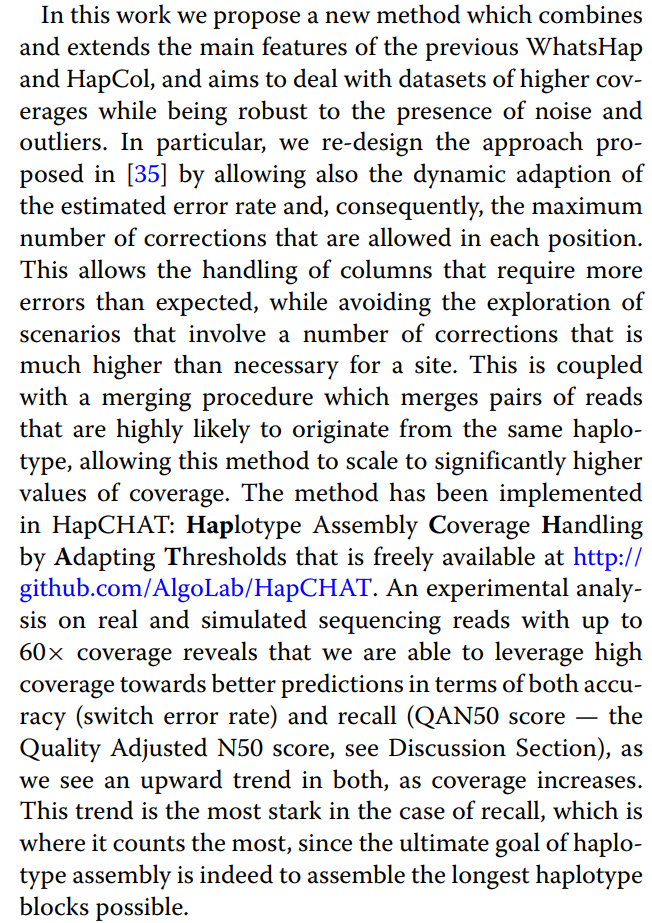 In this work we propose a new method which combines
and extends the main features of the previous WhatsHap
and HapCol, and aims to deal with datasets of higher cov-
erages while being robust to the presence of noise and
outliers. In particular, we re-design the approach pro-
posed in [35] by allowing also the dynamic adaption of
the estimated error rate and, consequently, the maximum
number of corrections that are allowed in each position.
This allows the handling of columns that require more
errors than expected, while avoiding the exploration of
scenarios that involve a number of corrections that is
much higher than necessary for a site. This is coupled
with a merging procedure which merges pairs of reads
that are highly likely to originate from the same haplo-
type, allowing this method to scale to significantly higher
values of coverage. The method has been implemented
in HapCHAT: Haplotype Assembly Coverage Handling
by Adapting Thresholds that is freely available at http://
github.com/AlgoLab/HapCHAT. An experimental analy-
sis on real and simulated sequencing reads with up to
60× coverage reveals that we are able to leverage high
coverage towards better predictions in terms of both accu-
racy (switch error rate) and recall (QAN50 score — the
Quality Adjusted N50 score, see Discussion Section), as
we see an upward trend in both, as coverage increases.
This trend is the most stark in the case of recall, which is
where it counts the most, since the ultimate goal of haplo-
type assembly is indeed to assemble the longest haplotype
blocks possible.